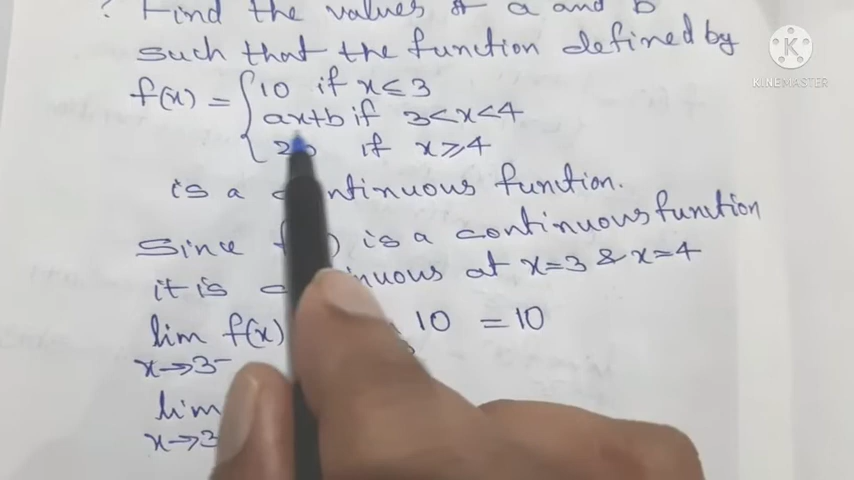 ? Find the values of a and b
such that the function defined by
f(x) = { 10 if x ≤ 3
ax+b if 3<x<4
if x ≥ 4
is a continuous function.
Since is a continuous function
it is continuous at x=3 & x=4
lim f(x) 10 = 10
x→3⁻
lim
x→3
KINEMASTER